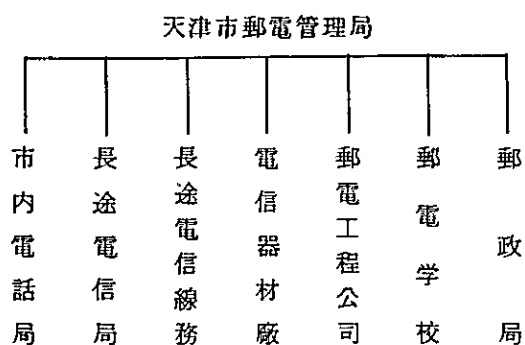 天津市郵電管理局
市内電話局
長途電信局
長途電信線務
電信器材廠
郵電工程公司
郵電学校
郵政局